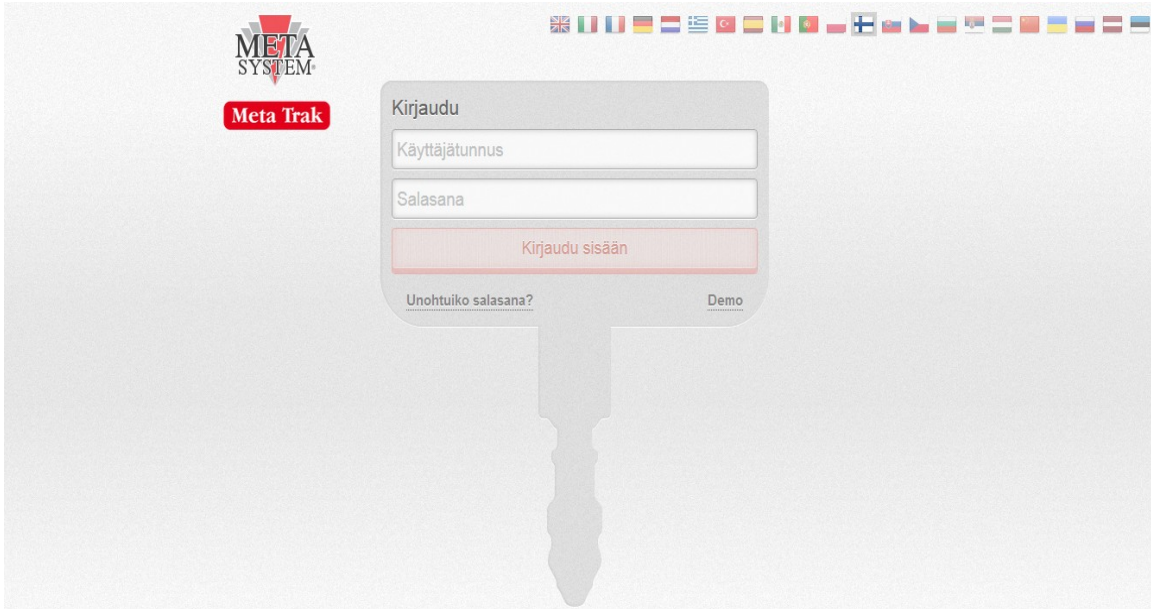 META
SYSTEM
Meta Trak
Kirjaudu
Käyttäjätunnus
Salasana
Kirjaudu sisään
Unohtuiko salasana?
Demo